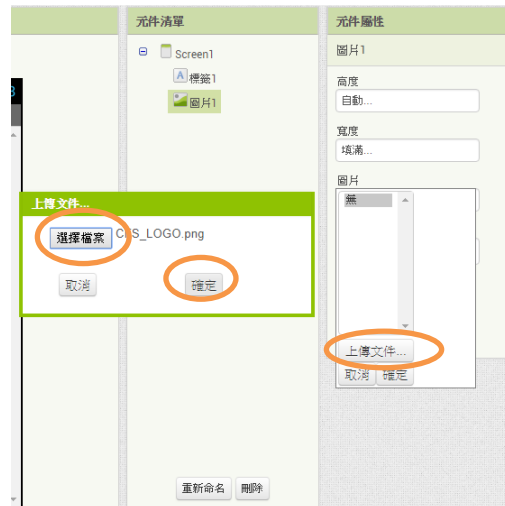 元件清單
元件屬性
Screen1
A 標籤1
圖片1
圖片1
高度
自動...
寬度
填滿...
圖片
無
上傳文件...
取消 確定
上傳文件...
選擇檔案
_LOGO.png
取消
確定
重新命名 刪除